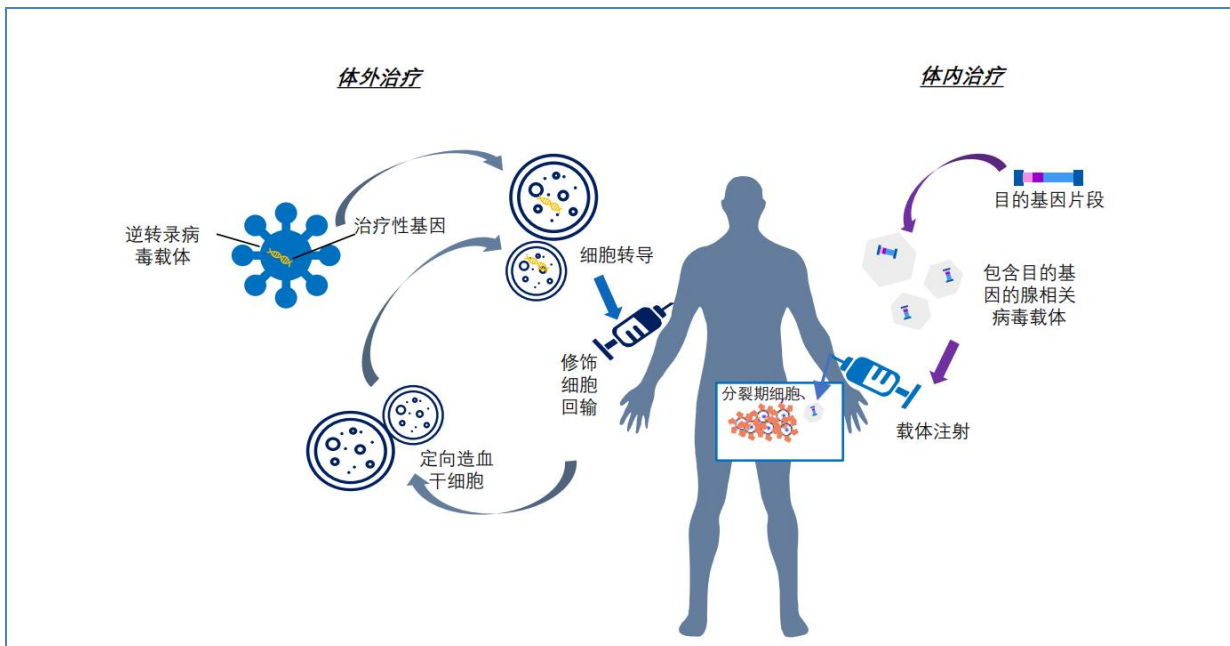 体外治疗
逆转录病
毒载体
治疗性基因
细胞转导
修饰
细胞
回输
定向造血
干细胞
体内治疗
目的基因片段
包含目的基
因的腺相关
病毒载体
分裂期细胞、
载体注射